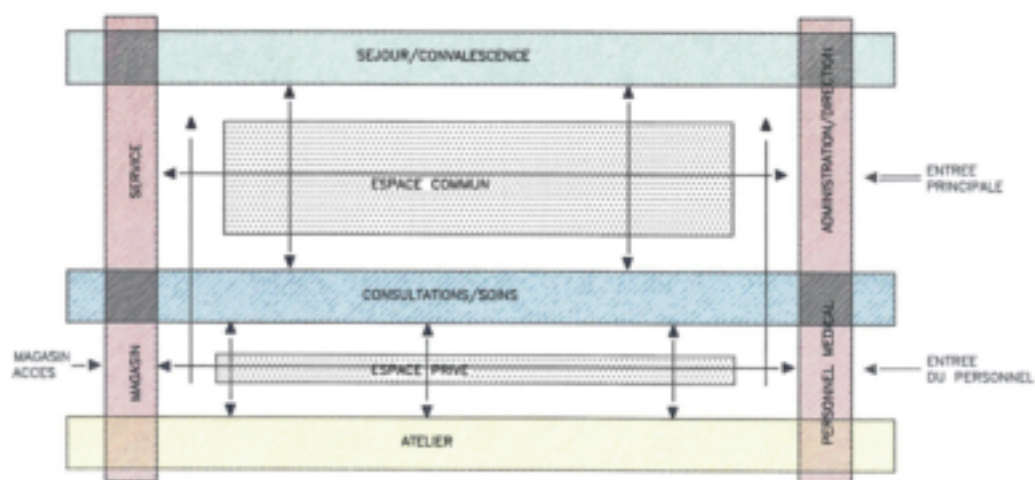 SEJOUR/CONVALESCENCE
SERVICE
ADMINISTRATION/DIRECTION
ESPACE COMMUN
ENTREE
PRINCIPALE
CONSULTATIONS/SOINS
MAGASIN
ACCES
MAGASIN
ESPACE PRIVE
PERSONNEL MEDICAL
ENTREE
DU PERSONNEL
ATELIER